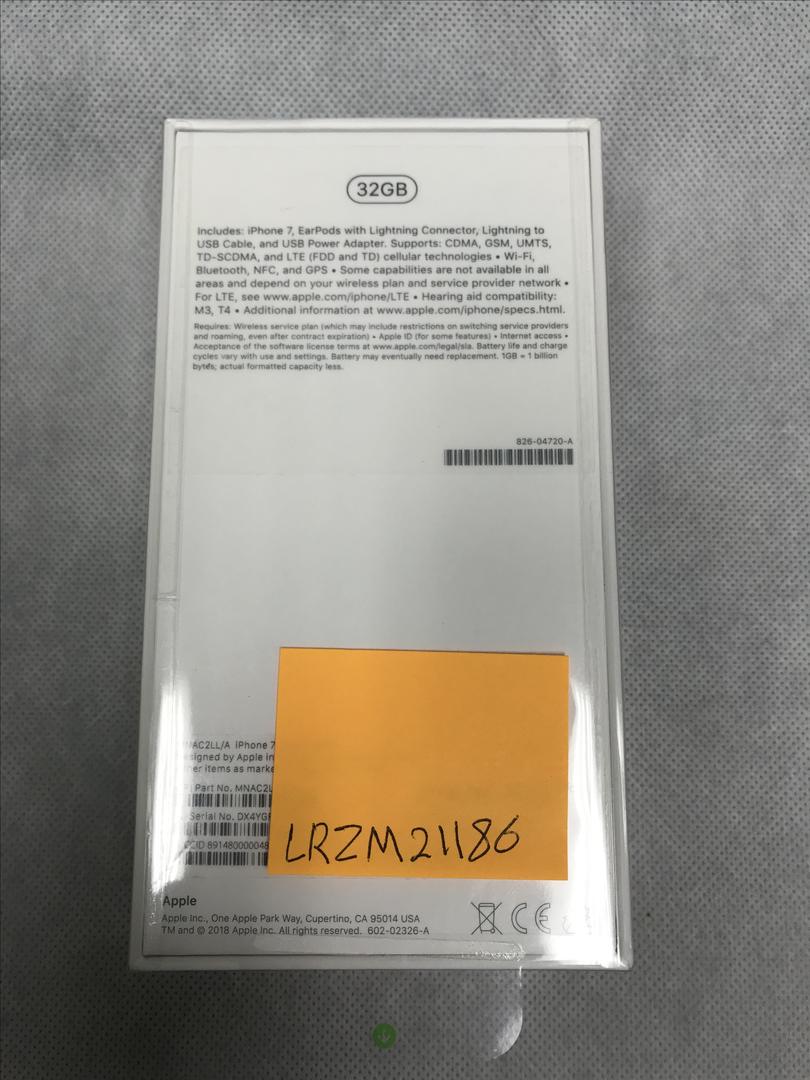 32GB
Includes: iPhone 7, EarPods with Lightning Connector, Lightning to
USB Cable, and USB Power Adapter. Supports: CDMA, GSM, UMTS,
TD-SCDMA, and LTE (FDD and TD) cellular technologies • Wi-Fi,
Bluetooth, NFC, and GPS • Some capabilities are not available in all
areas and depend on your wireless plan and service provider network •
For LTE, see www.apple.com/iphone/LTE • Hearing aid compatibility:
M3, T4 • Additional information at www.apple.com/iphone/specs.html.
Requires: Wireless service plan (which may include restrictions on switching service providers
and roaming, even after contract expiration) • Apple ID (for some features) • Internet access •
Acceptance of the software license terms at www.apple.com/legal/sla. Battery life and charge
cycles vary with use and settings. Battery may eventually need replacement. 1GB = 1 billion
bytes; actual formatted capacity less.
826-04720-A
NAC2LL/A iPhone 7
signed by Apple in
er items as marke
Part No. MNAC2L
Serial No. DX4YG
CCID 891480000048
LRZM21186
Apple
Apple Inc., One Apple Park Way, Cupertino, CA 95014 USA
TM and © 2018 Apple Inc. All rights reserved. 602-02326-A
CE